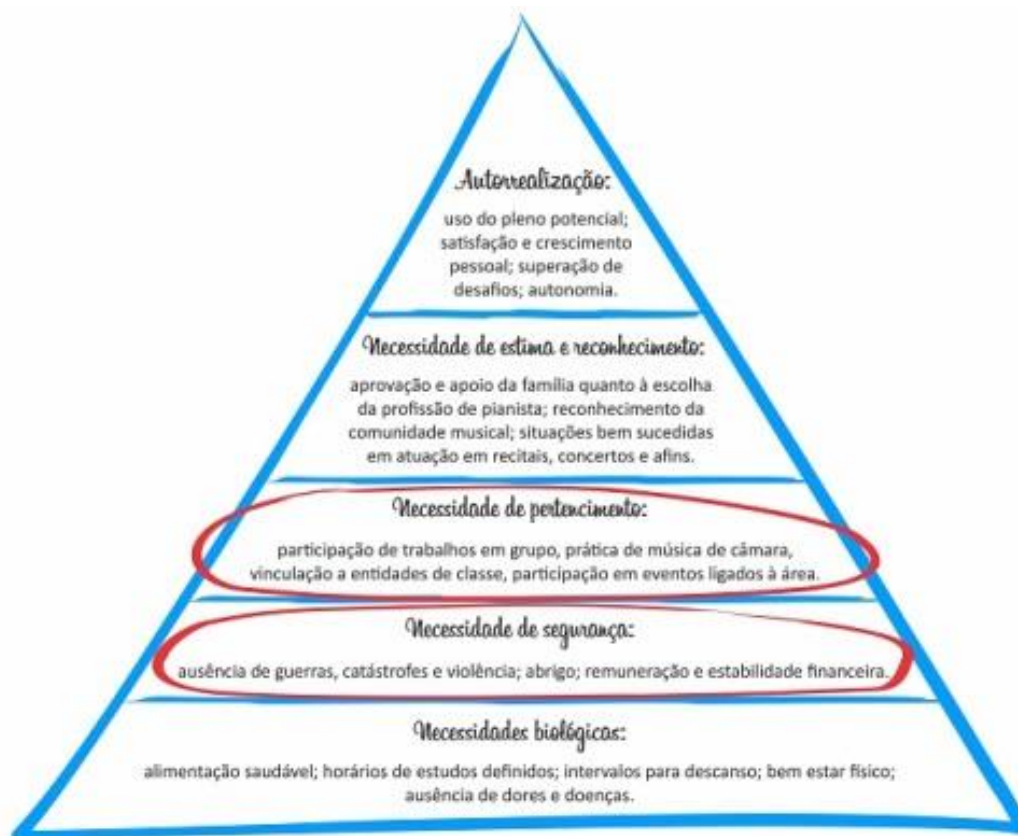 Autorrealização:
uso do pleno potencial;
satisfação e crescimento
pessoal; superação de
desafios; autonomia.
Necessidade de estima e reconhecimento:
aprovação e apoio da família quanto à escolha
da profissão de pianista; reconhecimento da
comunidade musical; situações bem sucedidas
em atuação em recitais, concertos e afins.
Necessidade de pertencimento:
participação de trabalhos em grupo, prática de música de câmara,
vinculação a entidades de classe, participação em eventos ligados à área.
Necessidade de segurança:
ausência de guerras, catástrofes e violência; abrigo; remuneração e estabilidade financeira.
Necessidades biológicas:
alimentação saudável; horários de estudos definidos; intervalos para descanso; bem estar físico;
ausência de dores e doenças.